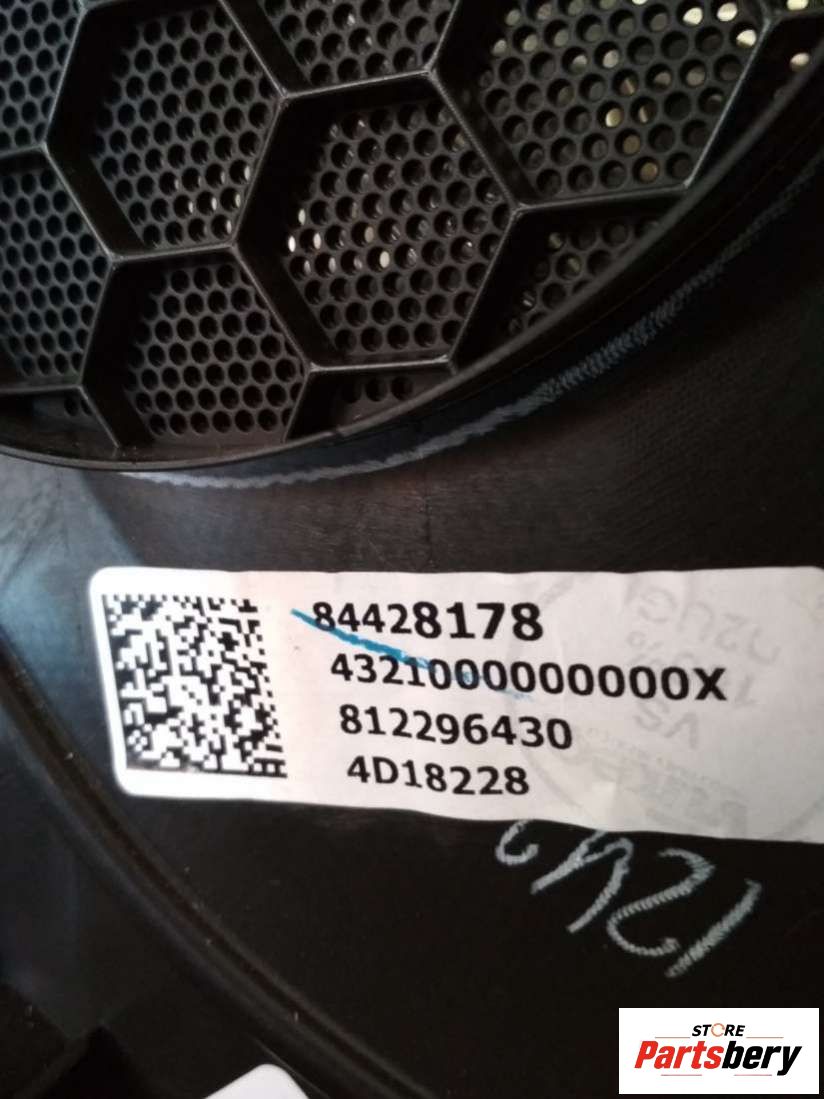 84428178
4321000000000X
812296430
4D18228
STORE
Partsbery